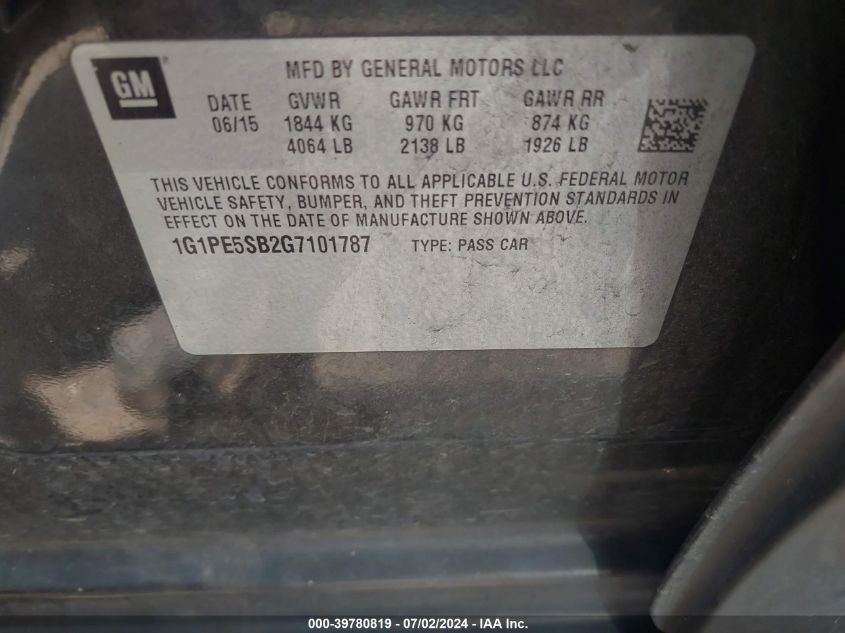 GM
MFD BY GENERAL MOTORS LLC
DATE GVWR GAWR FRT GAWR RR
06/15 1844 KG 970 KG 874 KG
4064 LB 2138 LB 1926 LB
THIS VEHICLE CONFORMS TO ALL APPLICABLE U.S. FEDERAL MOTOR
VEHICLE SAFETY, BUMPER, AND THEFT PREVENTION STANDARDS IN
EFFECT ON THE DATE OF MANUFACTURE SHOWN ABOVE.
1G1PE5SB2G7101787 TYPE: PASS CAR
000-39780819 - 07/02/2024 - IAA Inc.